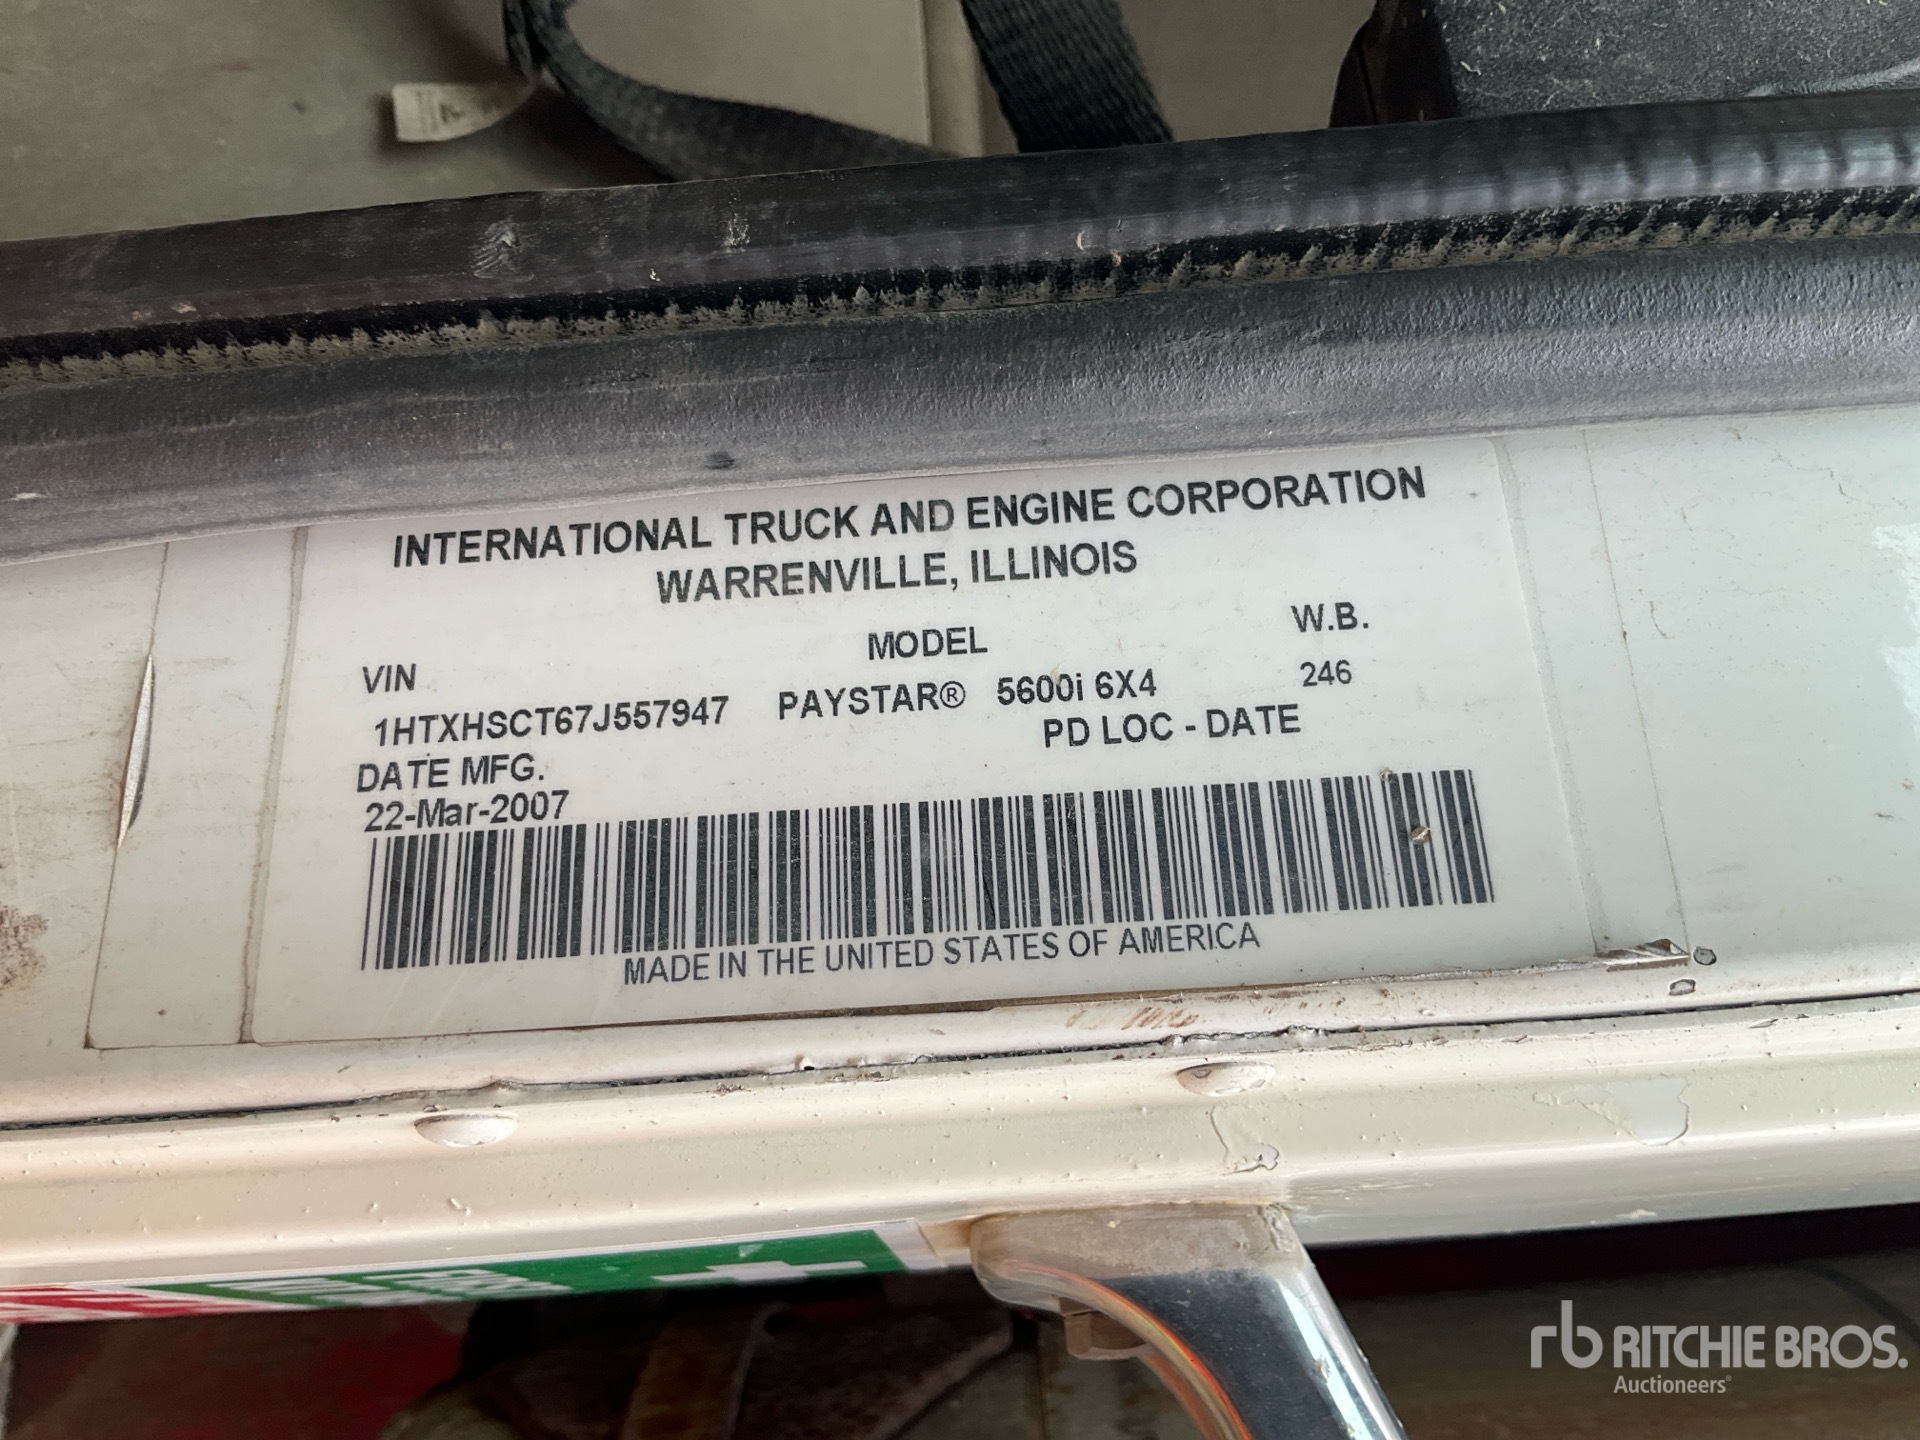 INTERNATIONAL TRUCK AND ENGINE CORPORATION
WARRENVILLE, ILLINOIS
VIN MODEL W.B.
1HTXHSCT67J557947 PAYSTAR® 5600i 6X4 246
DATE MFG. PD LOC - DATE
22-Mar-2007
MADE IN THE UNITED STATES OF AMERICA
rb RITCHIE BROS.
Auctioneers